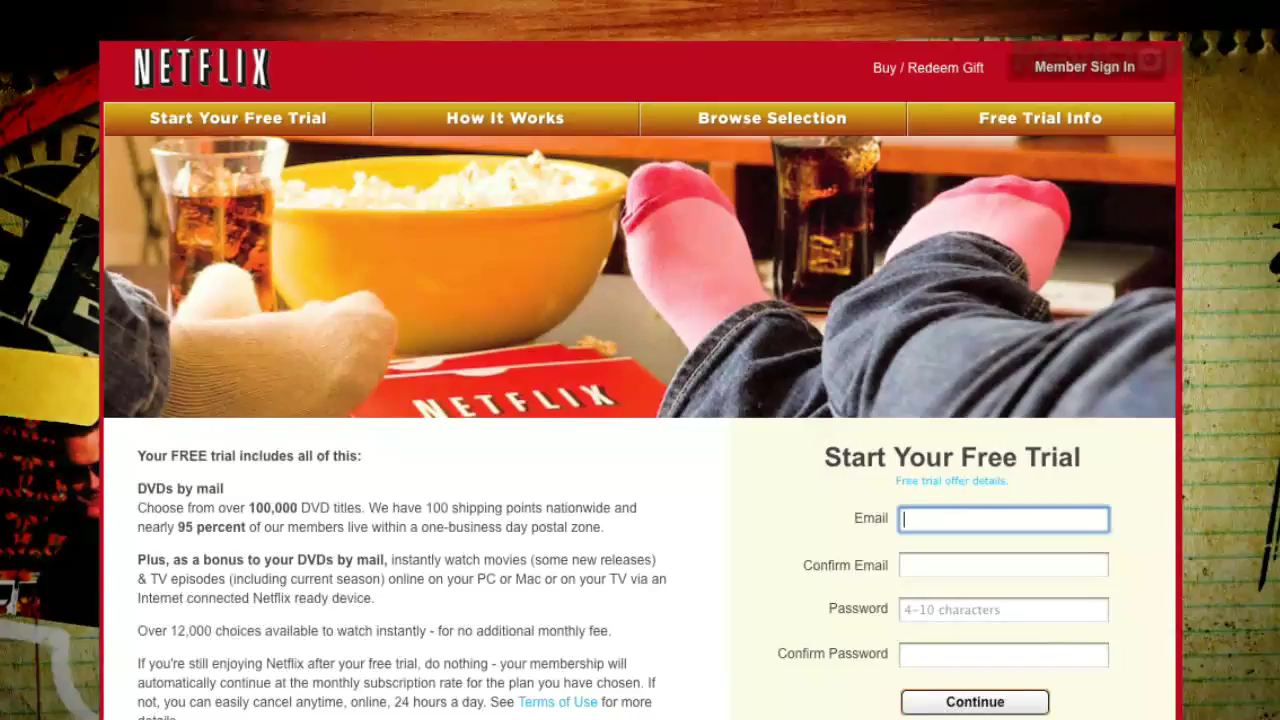 NETFLIX
Buy / Redeem Gift
Member Sign In
Start Your Free Trial
How It Works
Browse Selection
Free Trial Info
NETFLIX
Your FREE trial includes all of this:
DVDs by mail
Choose from over 100,000 DVD titles. We have 100 shipping points nationwide and
nearly 95 percent of our members live within a one-business day postal zone.
Plus, as a bonus to your DVDs by mail, instantly watch movies (some new releases)
& TV episodes (including current season) online on your PC or Mac or on your TV via an
Internet connected Netflix ready device.
Over 12,000 choices available to watch instantly - for no additional monthly fee.
If you're still enjoying Netflix after your free trial, do nothing - your membership will
automatically continue at the monthly subscription rate for the plan you have chosen. If
not, you can easily cancel anytime, online, 24 hours a day. See Terms of Use for more
Start Your Free Trial
Free trial offer details.
Email
Confirm Email
Password
4-10 characters
Confirm Password
Continue